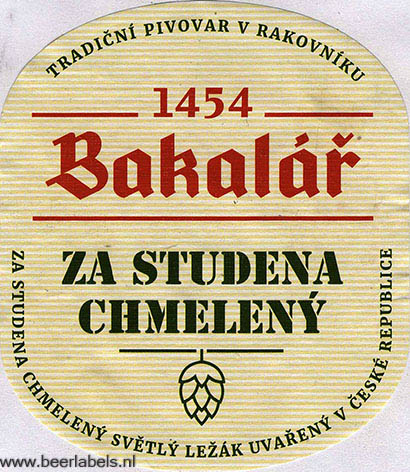 TRADIČNÍ PIVOVAR V RAKOVNÍKU
1454
Bakalář
ZA STUDENA
CHMELENÝ
ZA STUDENA CHMELENÝ SVĚTLÝ LEŽÁK UVAŘENÝ V ČESKÉ REPUBLICE
www.beerlabels.nl